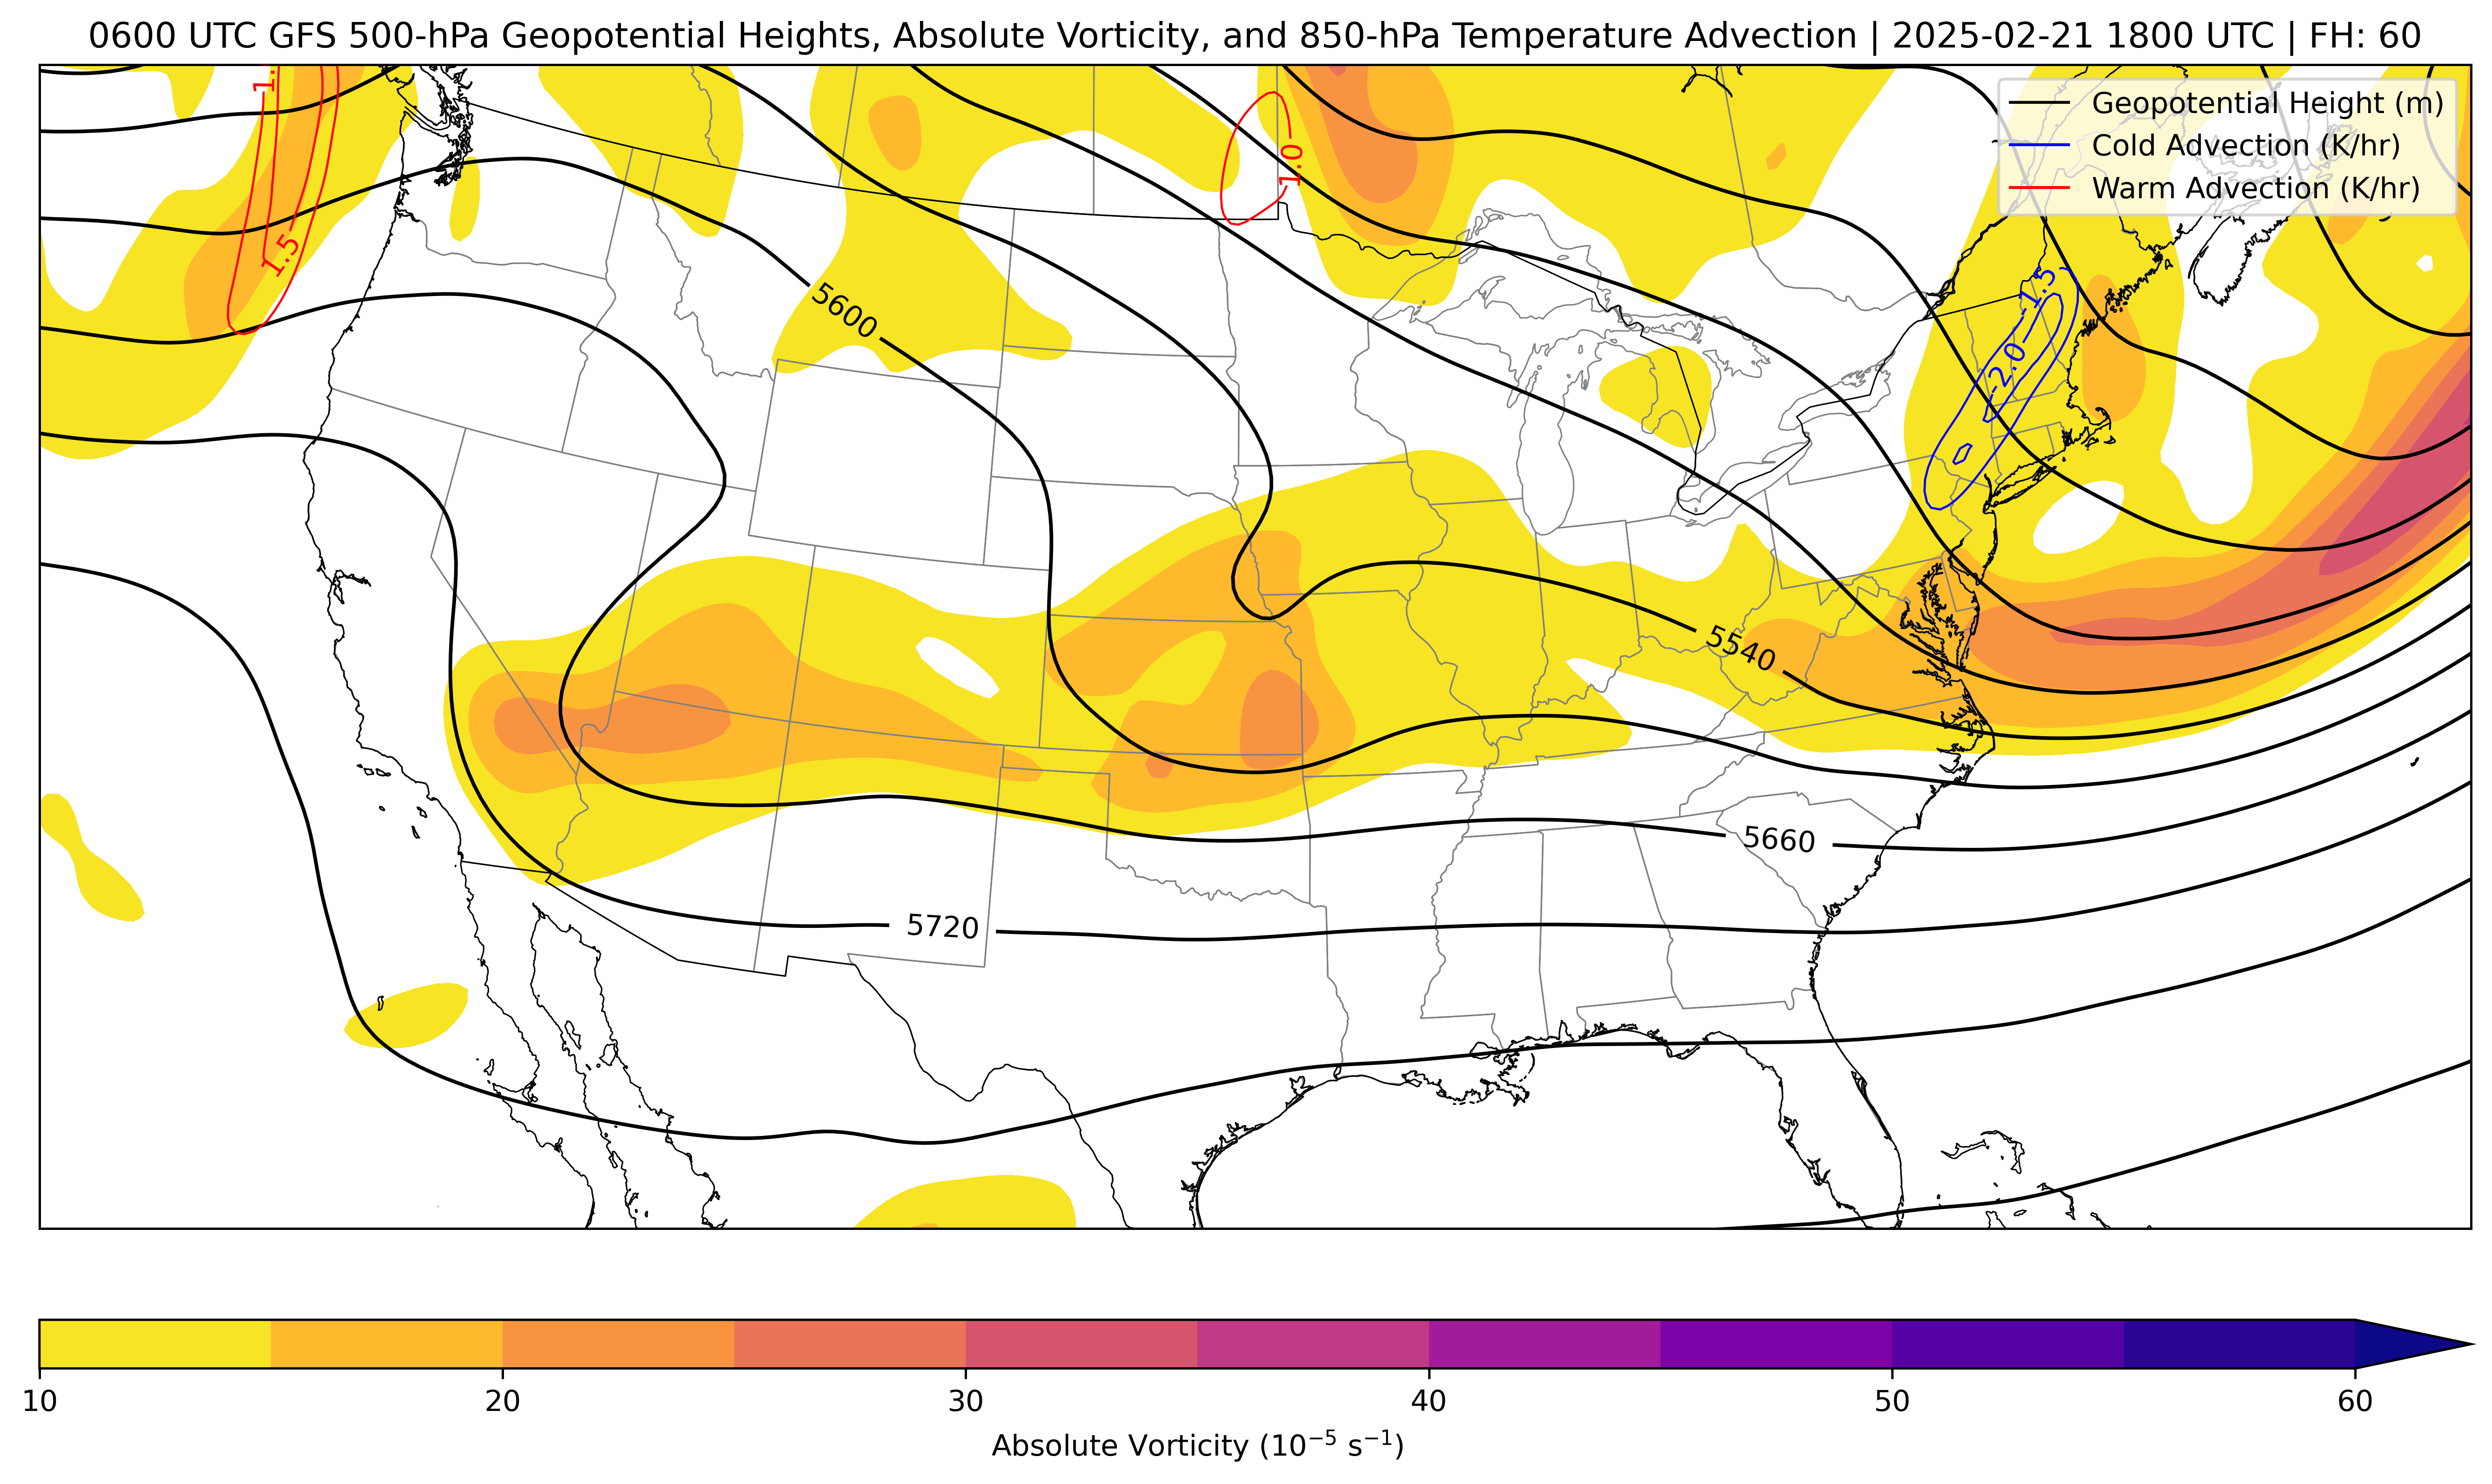 0600 UTC GFS 500-hPa Geopotential Heights, Absolute Vorticity, and 850-hPa Temperature Advection | 2025-02-21 1800 UTC | FH: 60
Geopotential Height (m)
Cold Advection (K/hr)
Warm Advection (K/hr)
1.0
1.5
-1.5
-2.0
5600
5540
5660
5720
10
20
30
40
50
60
Absolute Vorticity (10⁻⁵ s⁻¹)